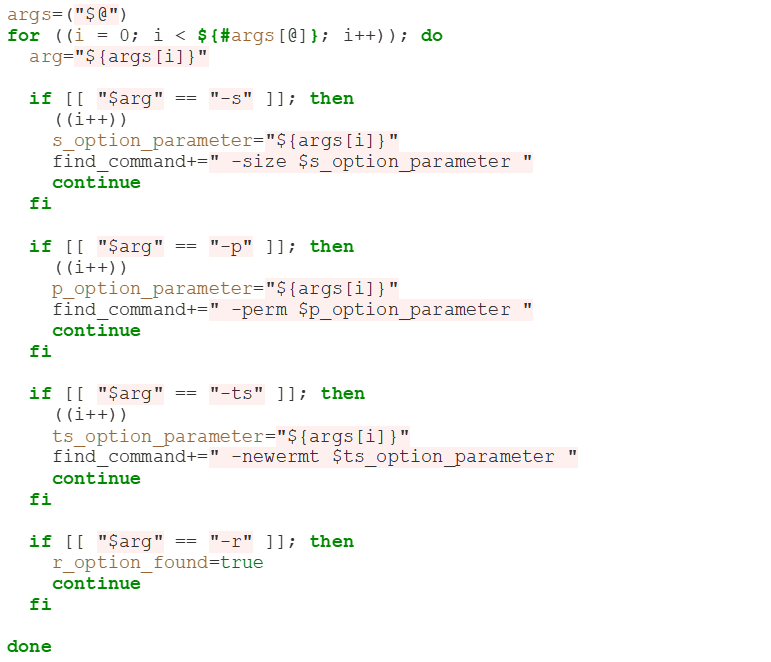 args=("$@")
for ((i = 0; i < ${#args[@]}; i++)); do
  arg="${args[i]}"

  if [[ "$arg" == "-s" ]]; then
    ((i++))
    s_option_parameter="${args[i]}"
    find_command+=" -size $s_option_parameter "
    continue
  fi

  if [[ "$arg" == "-p" ]]; then
    ((i++))
    p_option_parameter="${args[i]}"
    find_command+=" -perm $p_option_parameter "
    continue
  fi

  if [[ "$arg" == "-ts" ]]; then
    ((i++))
    ts_option_parameter="${args[i]}"
    find_command+=" -newermt $ts_option_parameter "
    continue
  fi

  if [[ "$arg" == "-r" ]]; then
    r_option_found=true
    continue
  fi

done